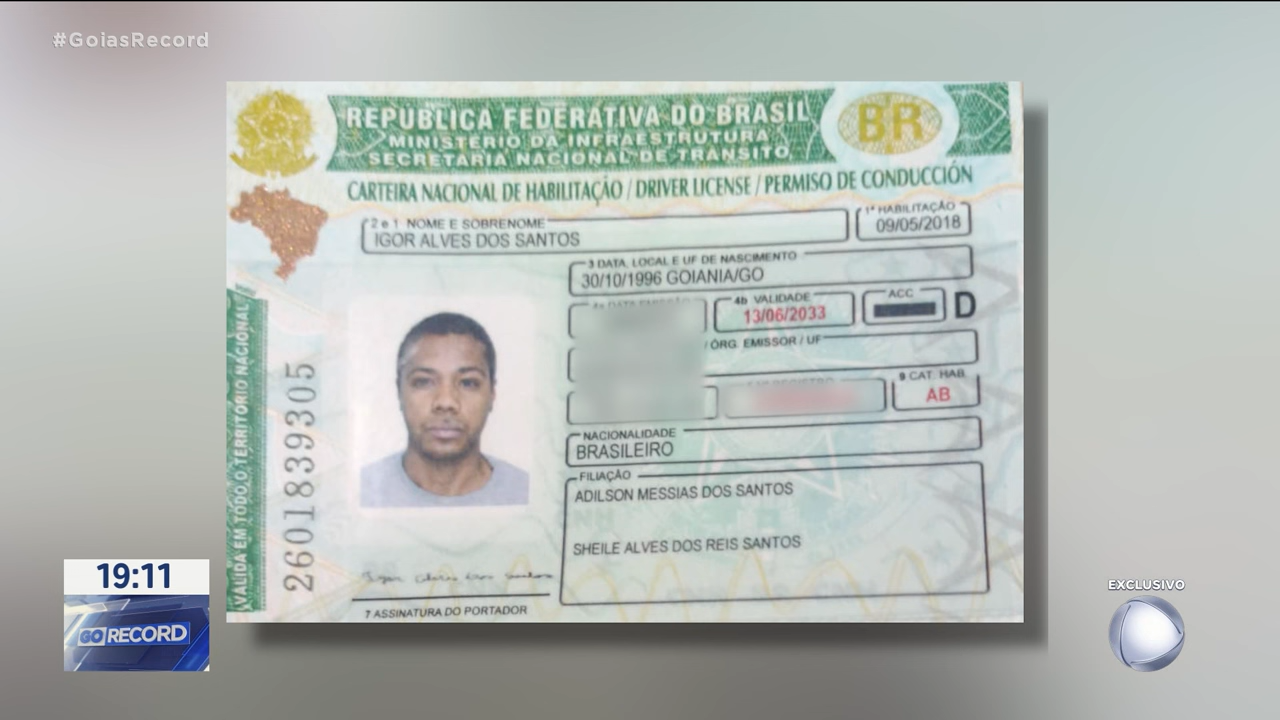 #GoiasRecord
REPÚBLICA FEDERATIVA DO BRASIL
MINISTÉRIO DA INFRAESTRUTURA
SECRETARIA NACIONAL DE TRÂNSITO
BR
CARTEIRA NACIONAL DE HABILITAÇÃO / DRIVER LICENSE / PERMISO DE CONDUCCIÓN
2 e 1 NOME E SOBRENOME
IGOR ALVES DOS SANTOS
1ª HABILITAÇÃO
09/05/2018
3 DATA, LOCAL E UF DE NASCIMENTO
30/10/1996 GOIANIA/GO
4b VALIDADE
13/06/2033
ACC
D
/ ÓRG. EMISSOR / UF
9 CAT. HAB.
AB
NACIONALIDADE
BRASILEIRO
FILIAÇÃO
ADILSON MESSIAS DOS SANTOS
SHEILE ALVES DOS REIS SANTOS
VÁLIDA EM TODO O TERRITÓRIO NACIONAL
2601839305
7 ASSINATURA DO PORTADOR
19:11
GO RECORD
EXCLUSIVO